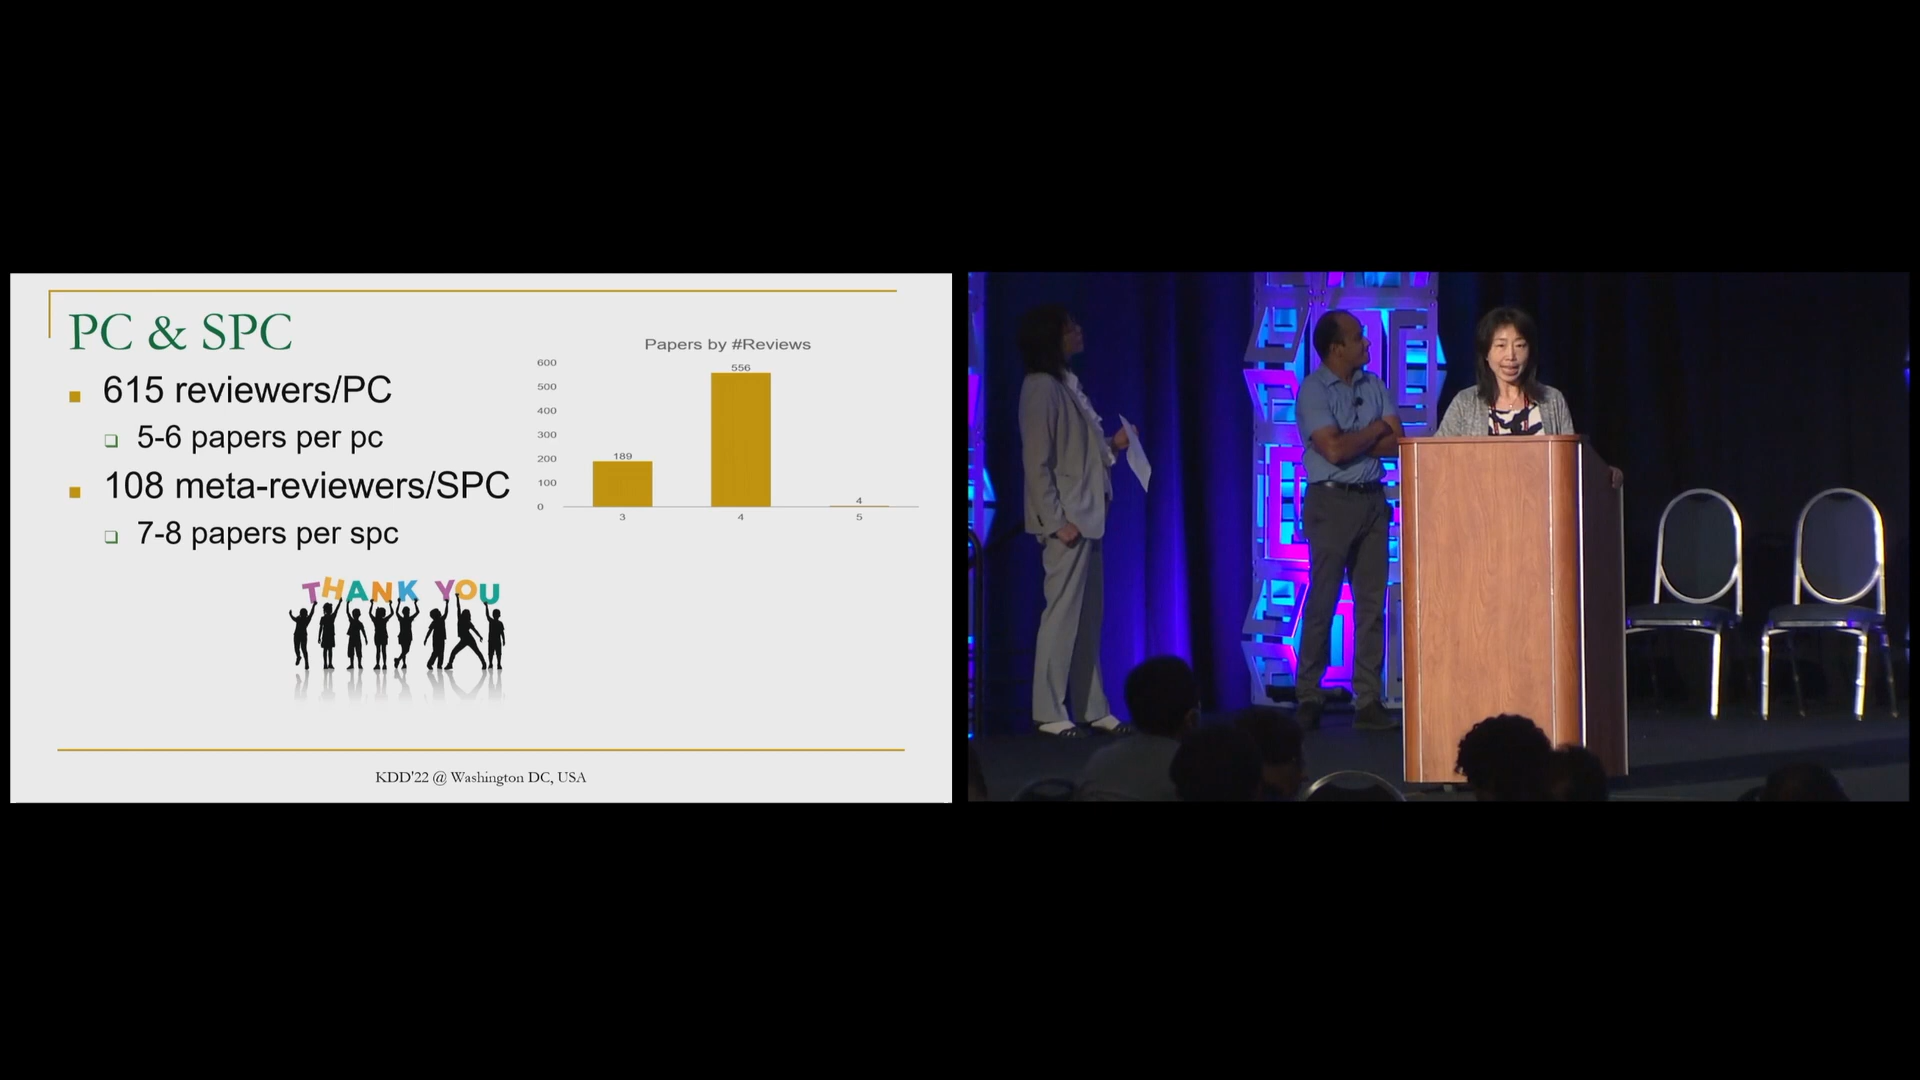 PC & SPC
615 reviewers/PC
5-6 papers per pc
108 meta-reviewers/SPC
7-8 papers per spc
THANK YOU
Papers by #Reviews
600
500
400
300
200
100
0
189
556
4
3
4
5
KDD'22 @ Washington DC, USA